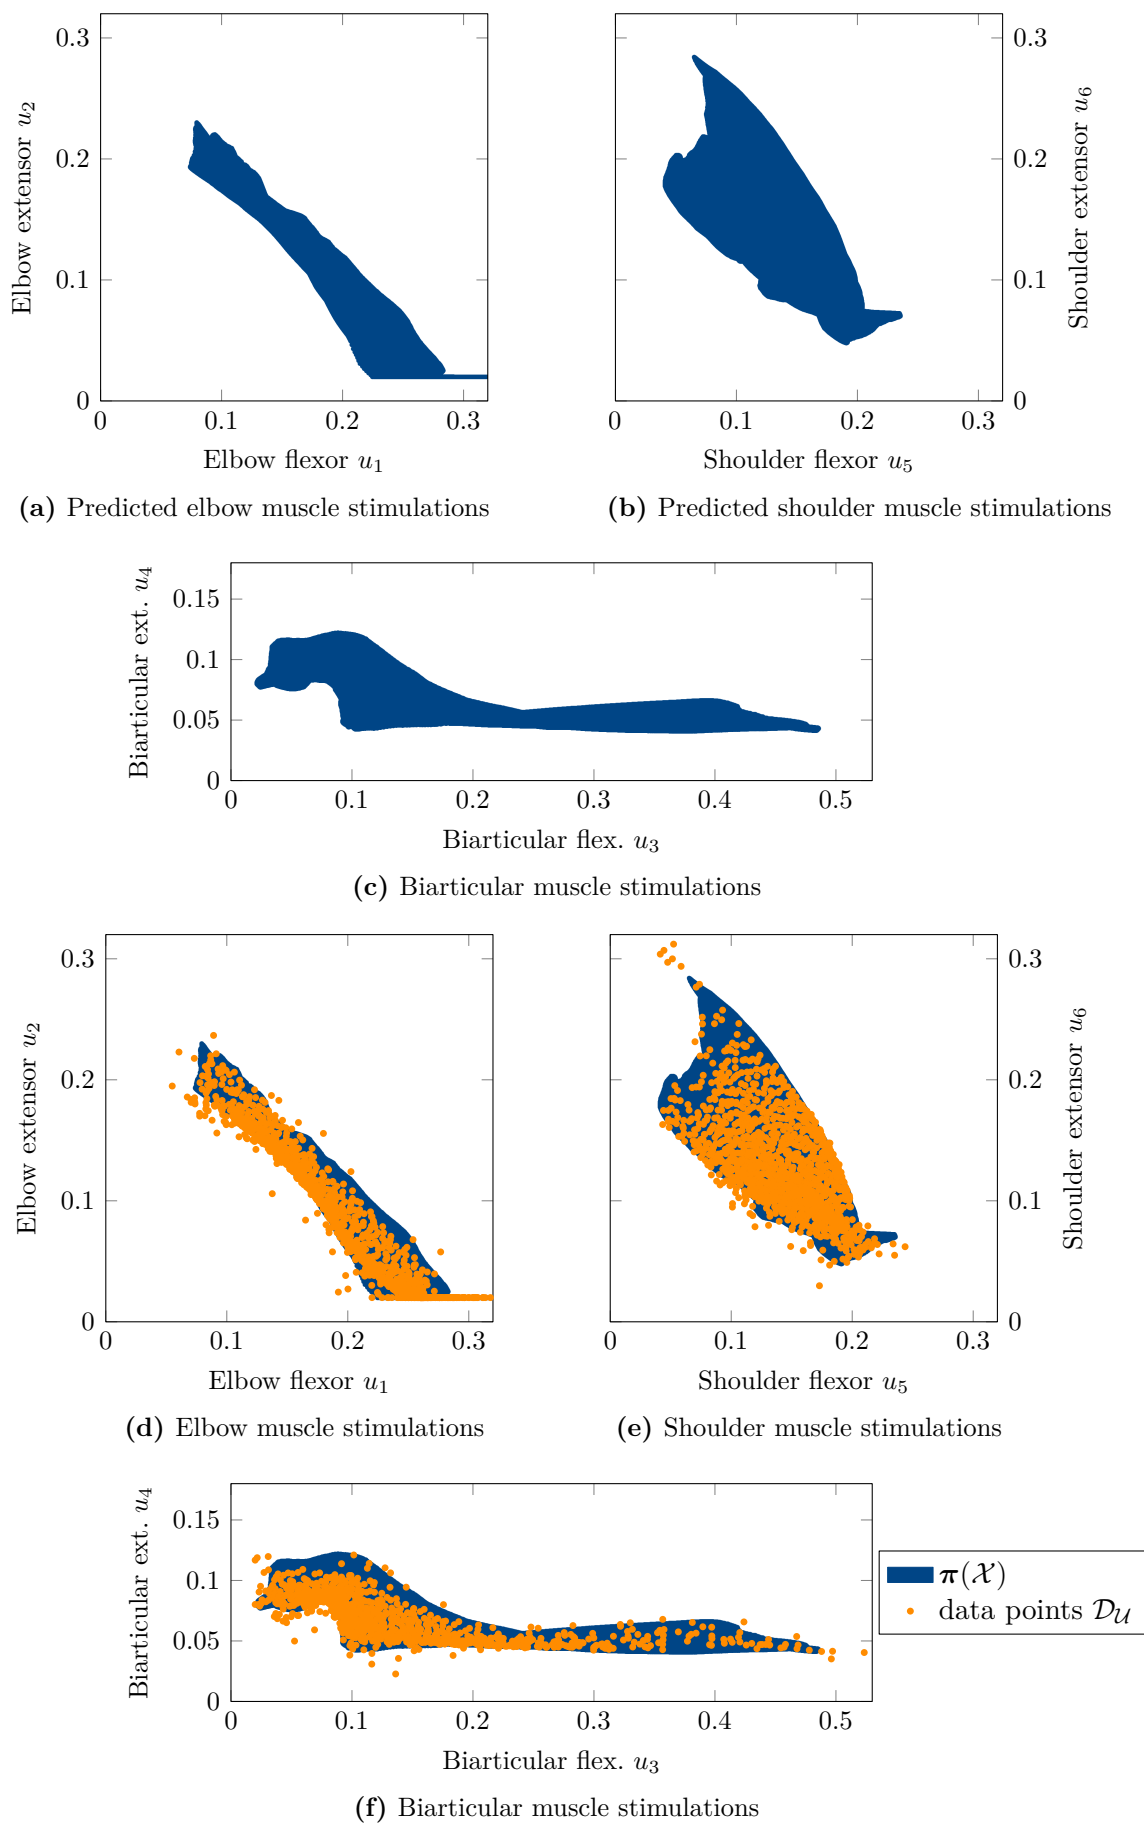 0.3
0.2
0.1
0
Elbow extensor u2
0 0.1 0.2 0.3
Elbow flexor u1
(a) Predicted elbow muscle stimulations
0.3
0.2
0.1
0
Shoulder extensor u6
0 0.1 0.2 0.3
Shoulder flexor u5
(b) Predicted shoulder muscle stimulations
0.15
0.1
0.05
0
Biarticular ext. u4
0 0.1 0.2 0.3 0.4 0.5
Biarticular flex. u3
(c) Biarticular muscle stimulations
0.3
0.2
0.1
0
Elbow extensor u2
0 0.1 0.2 0.3
Elbow flexor u1
(d) Elbow muscle stimulations
0.3
0.2
0.1
0
Shoulder extensor u6
0 0.1 0.2 0.3
Shoulder flexor u5
(e) Shoulder muscle stimulations
0.15
0.1
0.05
0
Biarticular ext. u4
0 0.1 0.2 0.3 0.4 0.5
Biarticular flex. u3
π(𝒳)
data points 𝒟𝒰
(f) Biarticular muscle stimulations